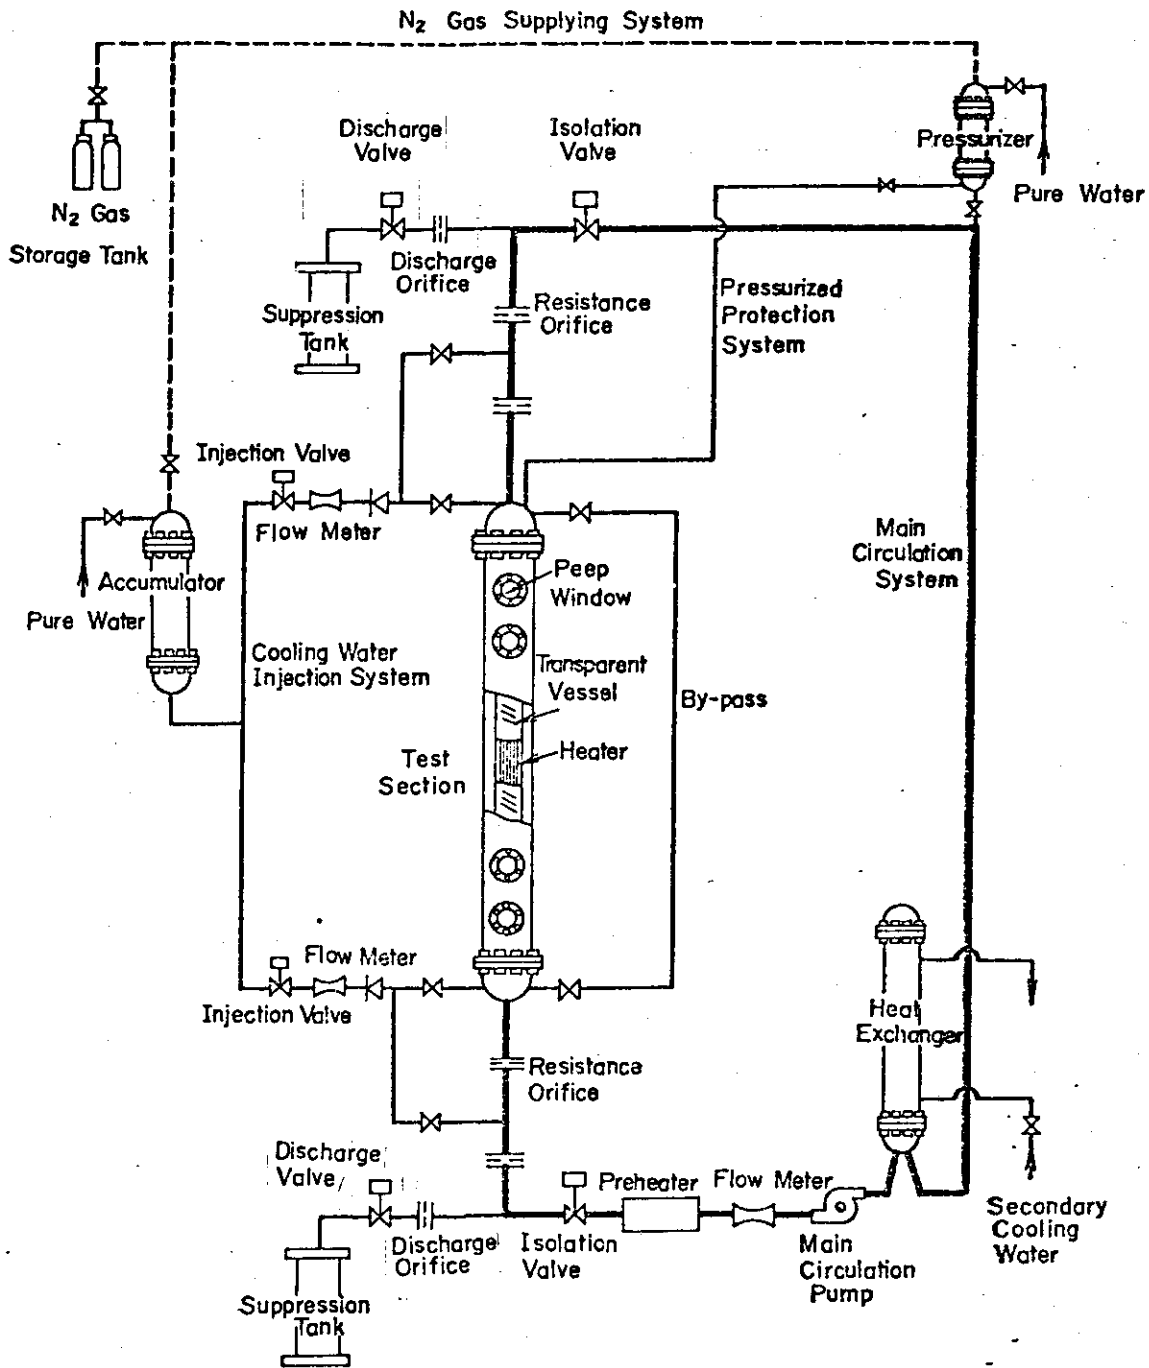 N₂ Gas Supplying System
Discharge
Valve
Isolation
Valve
Pressurizer
Pure Water
N₂ Gas
Storage Tank
Discharge
Orifice
Suppression
Tank
Resistance
Orifice
Pressurized
Protection
System
Injection Valve
Flow Meter
Main
Circulation
System
Accumulator
Pure Water
Peep
Window
Cooling Water
Injection System
Transparent
Vessel
By-pass
Heater
Test
Section
Flow Meter
Injection Valve
Heat
Exchanger
Resistance
Orifice
Discharge
Valve
Preheater
Flow Meter
Secondary
Cooling
Water
Discharge
Orifice
Isolation
Valve
Main
Circulation
Pump
Suppression
Tank